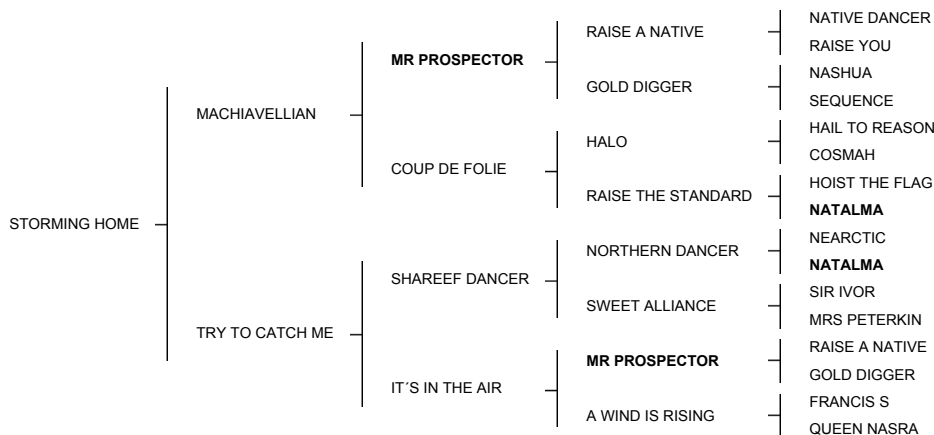 STORMING HOME
MACHIAVELLIAN
TRY TO CATCH ME
MR PROSPECTOR
COUP DE FOLIE
SHAREEF DANCER
IT´S IN THE AIR
RAISE A NATIVE
GOLD DIGGER
HALO
RAISE THE STANDARD
NORTHERN DANCER
SWEET ALLIANCE
MR PROSPECTOR
A WIND IS RISING
NATIVE DANCER
RAISE YOU
NASHUA
SEQUENCE
HAIL TO REASON
COSMAH
HOIST THE FLAG
NATALMA
NEARCTIC
NATALMA
SIR IVOR
MRS PETERKIN
RAISE A NATIVE
GOLD DIGGER
FRANCIS S
QUEEN NASRA